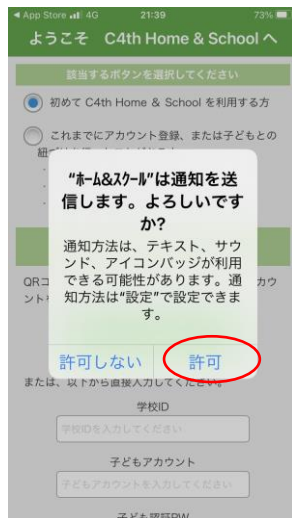 App Store 4G 21:39 73%
ようこそ C4th Home & School へ
該当するボタンを選択してください
初めて C4th Home & School を利用する方
これまでにアカウント登録、または子どもとの
"ﾎｰﾑ&ｽｸｰﾙ"は通知を送
信します。よろしいです
か?
通知方法は、テキスト、サウ
ンド、アイコンバッジが利用
できる可能性があります。通
知方法は"設定"で設定できま
す。
許可しない 許可
または、以下から直接入力してください。
学校ID
学校IDを入力してください
子どもアカウント
子どもアカウントを入力してください
子ども認証PW